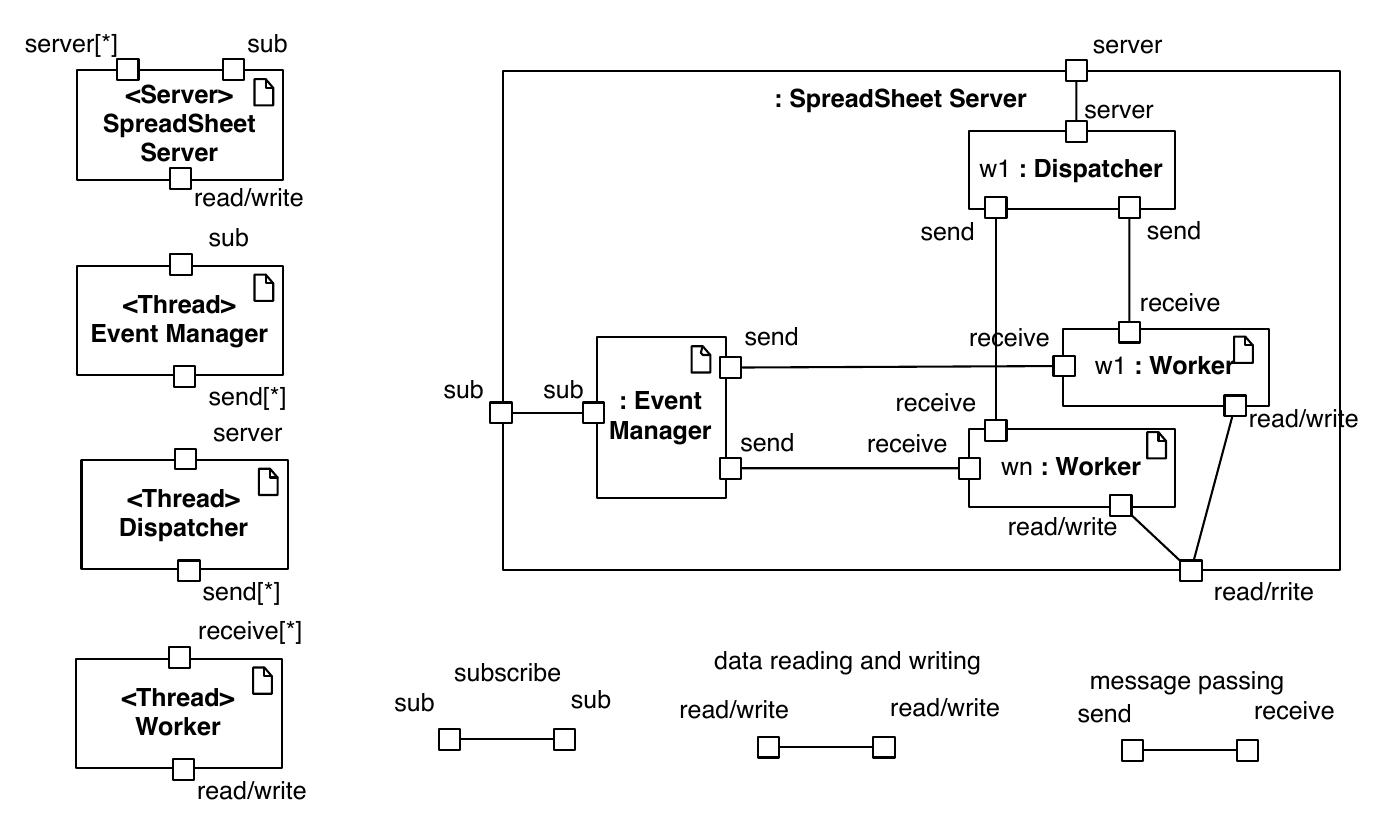 server[*]
sub
<Server>
SpreadSheet
Server
read/write
sub
<Thread>
Event Manager
send[*]
server
<Thread>
Dispatcher
send[*]
receive[*]
<Thread>
Worker
read/write
server
: SpreadSheet Server
server
w1 : Dispatcher
send
send
receive
send
receive
w1 : Worker
sub
sub
: Event
Manager
receive
read/write
send
receive
wn : Worker
read/write
read/rrite
subscribe
sub
sub
data reading and writing
read/write
read/write
message passing
send
receive